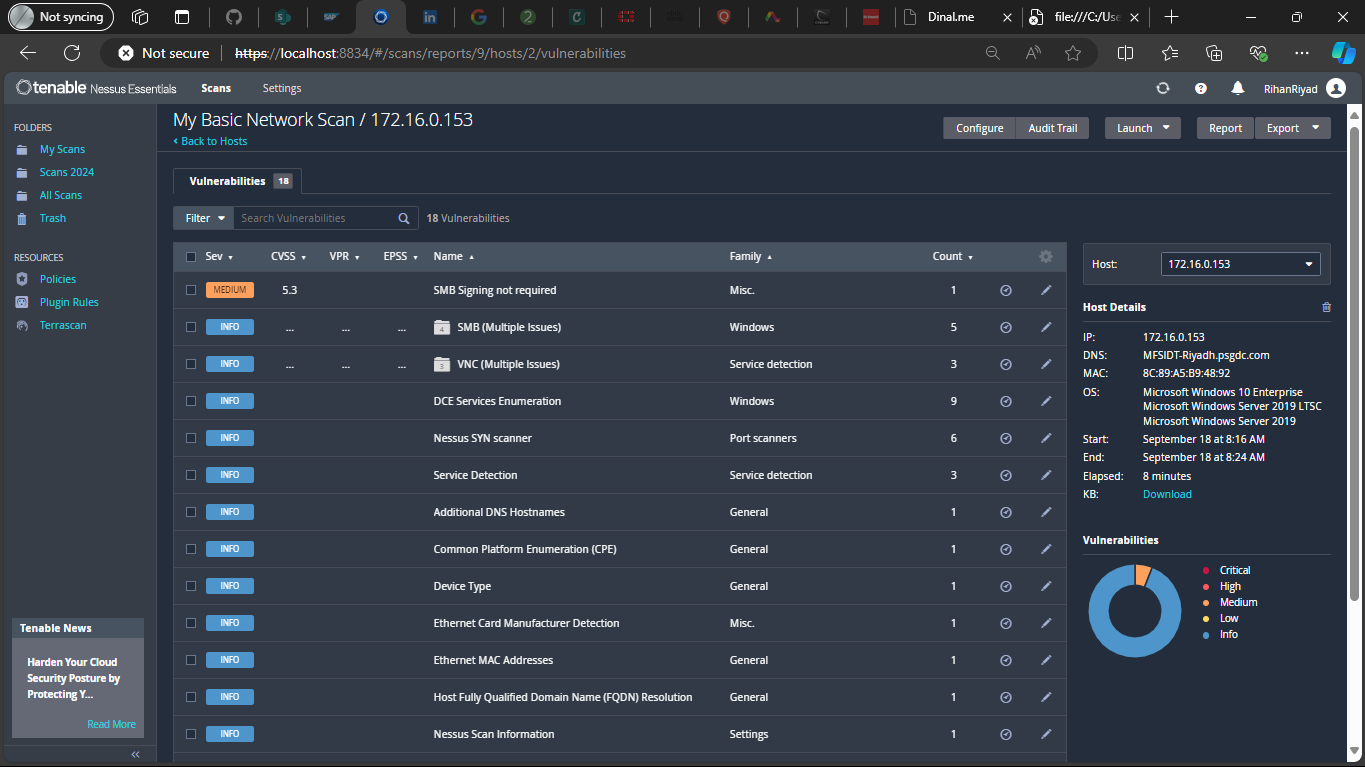 Not syncing
Dinal.me
file:///C:/Use
Not secure
https://localhost:8834/#/scans/reports/9/hosts/2/vulnerabilities
tenable Nessus Essentials
Scans
Settings
RihanRiyad
FOLDERS
My Scans
Scans 2024
All Scans
Trash
RESOURCES
Policies
Plugin Rules
Terrascan
Tenable News
Harden Your Cloud
Security Posture by
Protecting Y...
Read More
My Basic Network Scan / 172.16.0.153
Back to Hosts
Configure
Audit Trail
Launch
Report
Export
Vulnerabilities 18
Filter
Search Vulnerabilities
18 Vulnerabilities
Sev CVSS VPR EPSS Name Family Count
MEDIUM 5.3 SMB Signing not required Misc. 1
INFO ... ... ... 4 SMB (Multiple Issues) Windows 5
INFO ... ... ... 3 VNC (Multiple Issues) Service detection 3
INFO DCE Services Enumeration Windows 9
INFO Nessus SYN scanner Port scanners 6
INFO Service Detection Service detection 3
INFO Additional DNS Hostnames General 1
INFO Common Platform Enumeration (CPE) General 1
INFO Device Type General 1
INFO Ethernet Card Manufacturer Detection Misc. 1
INFO Ethernet MAC Addresses General 1
INFO Host Fully Qualified Domain Name (FQDN) Resolution General 1
INFO Nessus Scan Information Settings 1
Host: 172.16.0.153
Host Details
IP: 172.16.0.153
DNS: MFSIDT-Riyadh.psgdc.com
MAC: 8C:89:A5:B9:48:92
OS: Microsoft Windows 10 Enterprise
Microsoft Windows Server 2019 LTSC
Microsoft Windows Server 2019
Start: September 18 at 8:16 AM
End: September 18 at 8:24 AM
Elapsed: 8 minutes
KB: Download
Vulnerabilities
Critical
High
Medium
Low
Info